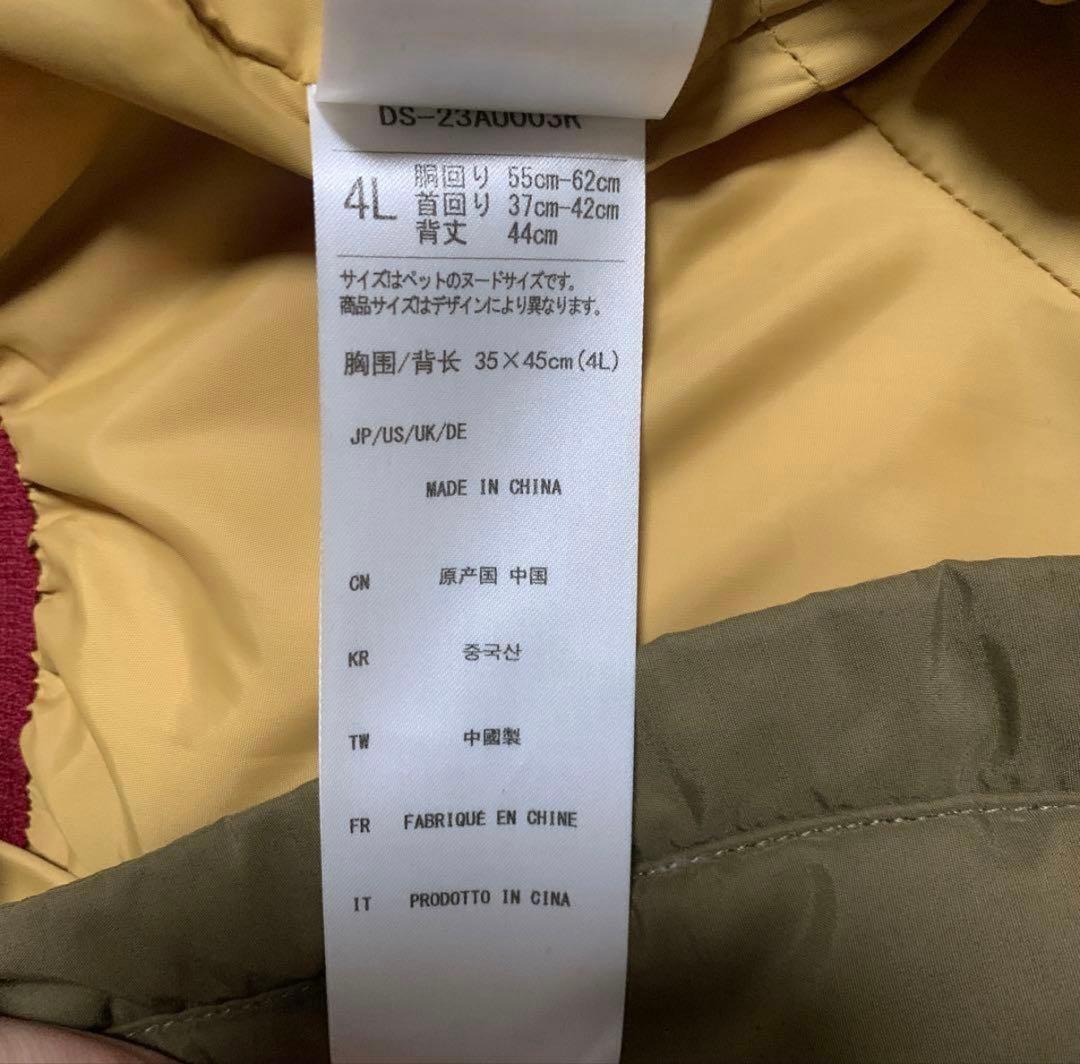 DS-23A0003R
4L
胴回り 55cm-62cm
首回り 37cm-42cm
背丈 44cm
サイズはペットのヌードサイズです。
商品サイズはデザインにより異なります。
胸围/背长 35×45cm(4L)
JP/US/UK/DE
MADE IN CHINA
CN 原产国 中国
KR 중국산
TW 中國製
FR FABRIQUÉ EN CHINE
IT PRODOTTO IN CINA